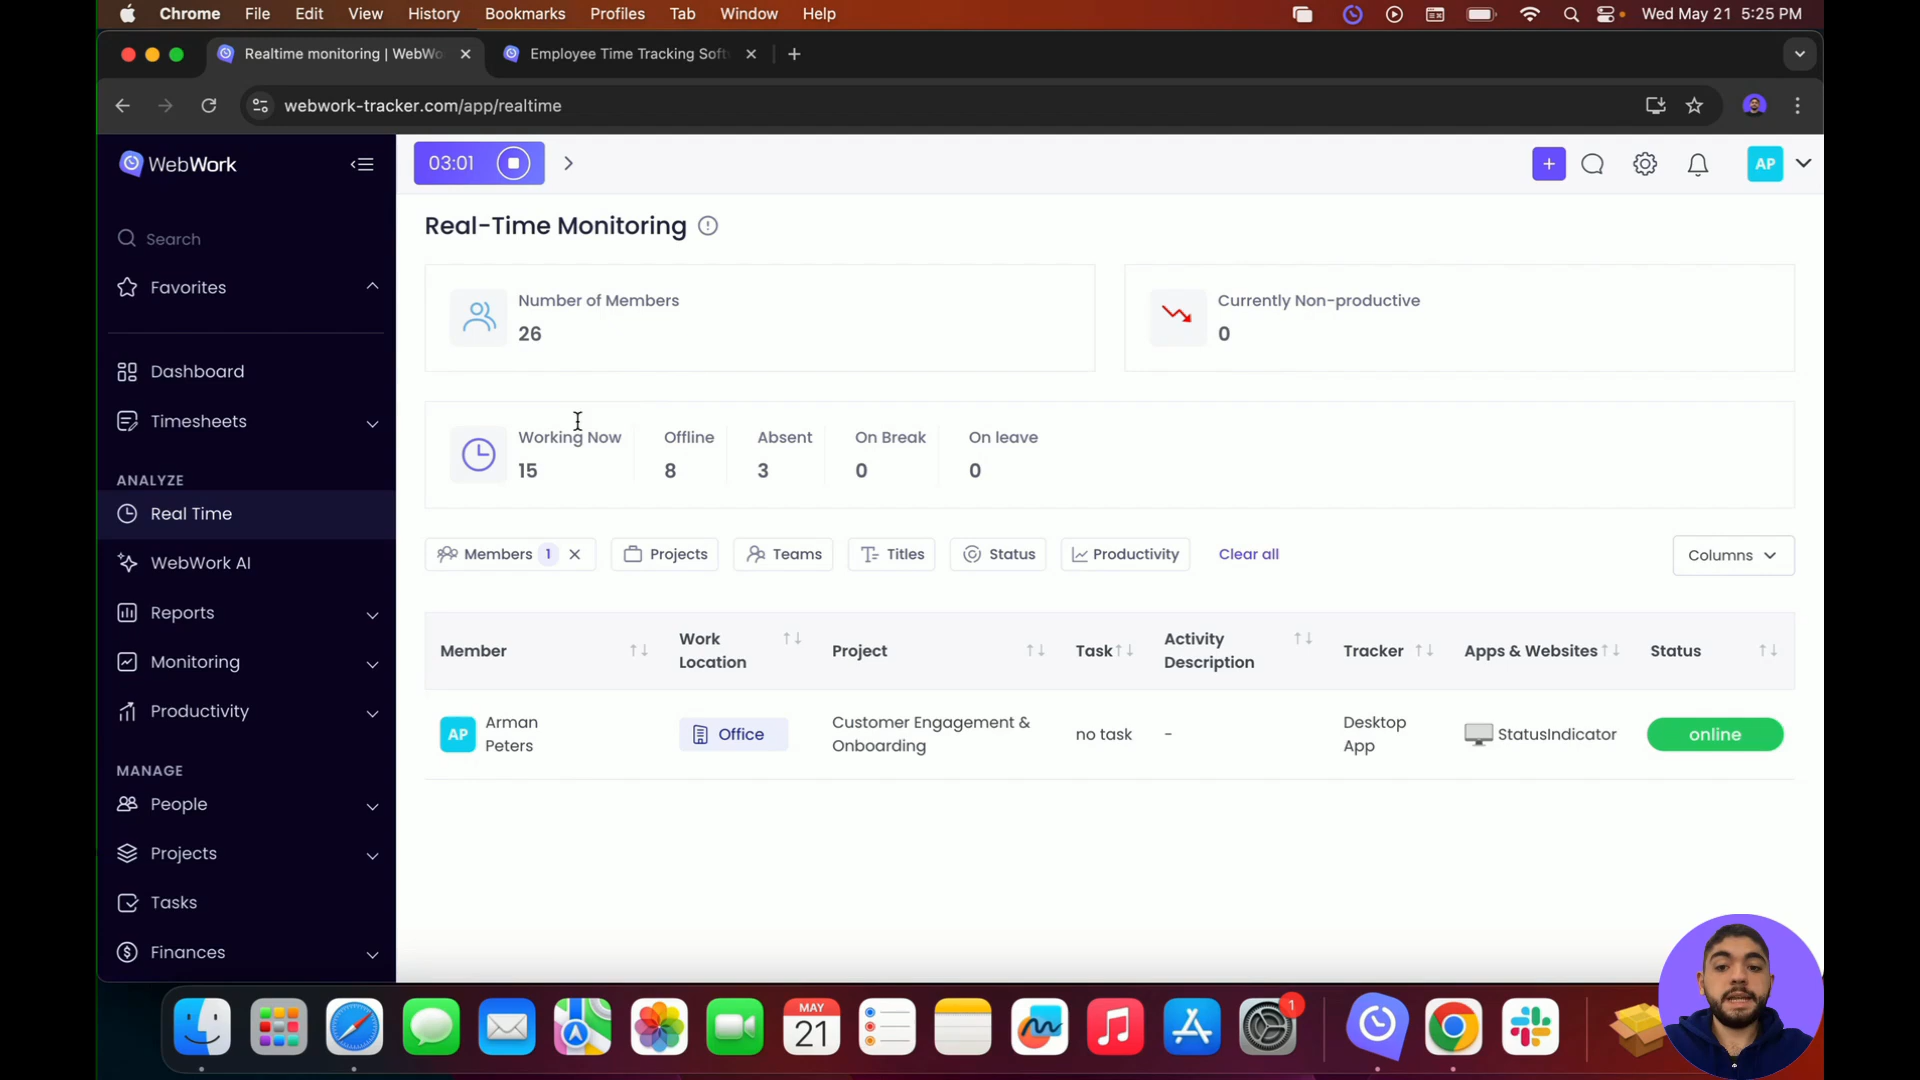 Chrome File Edit View History Bookmarks Profiles Tab Window Help Wed May 21 5:25 PM
Realtime monitoring | WebWo Employee Time Tracking Soft
webwork-tracker.com/app/realtime
WebWork
03:01
AP
Search
Favorites
Dashboard
Timesheets
ANALYZE
Real Time
WebWork AI
Reports
Monitoring
Productivity
MANAGE
People
Projects
Tasks
Finances
Real-Time Monitoring
Number of Members
26
Currently Non-productive
0
Working Now Offline Absent On Break On leave
15 8 3 0 0
Members 1 Projects Teams Titles Status Productivity Clear all Columns
Member Work Location Project Task Activity Description Tracker Apps & Websites Status
AP Arman Peters Office Customer Engagement & Onboarding no task - Desktop App StatusIndicator online
MAY
21
1